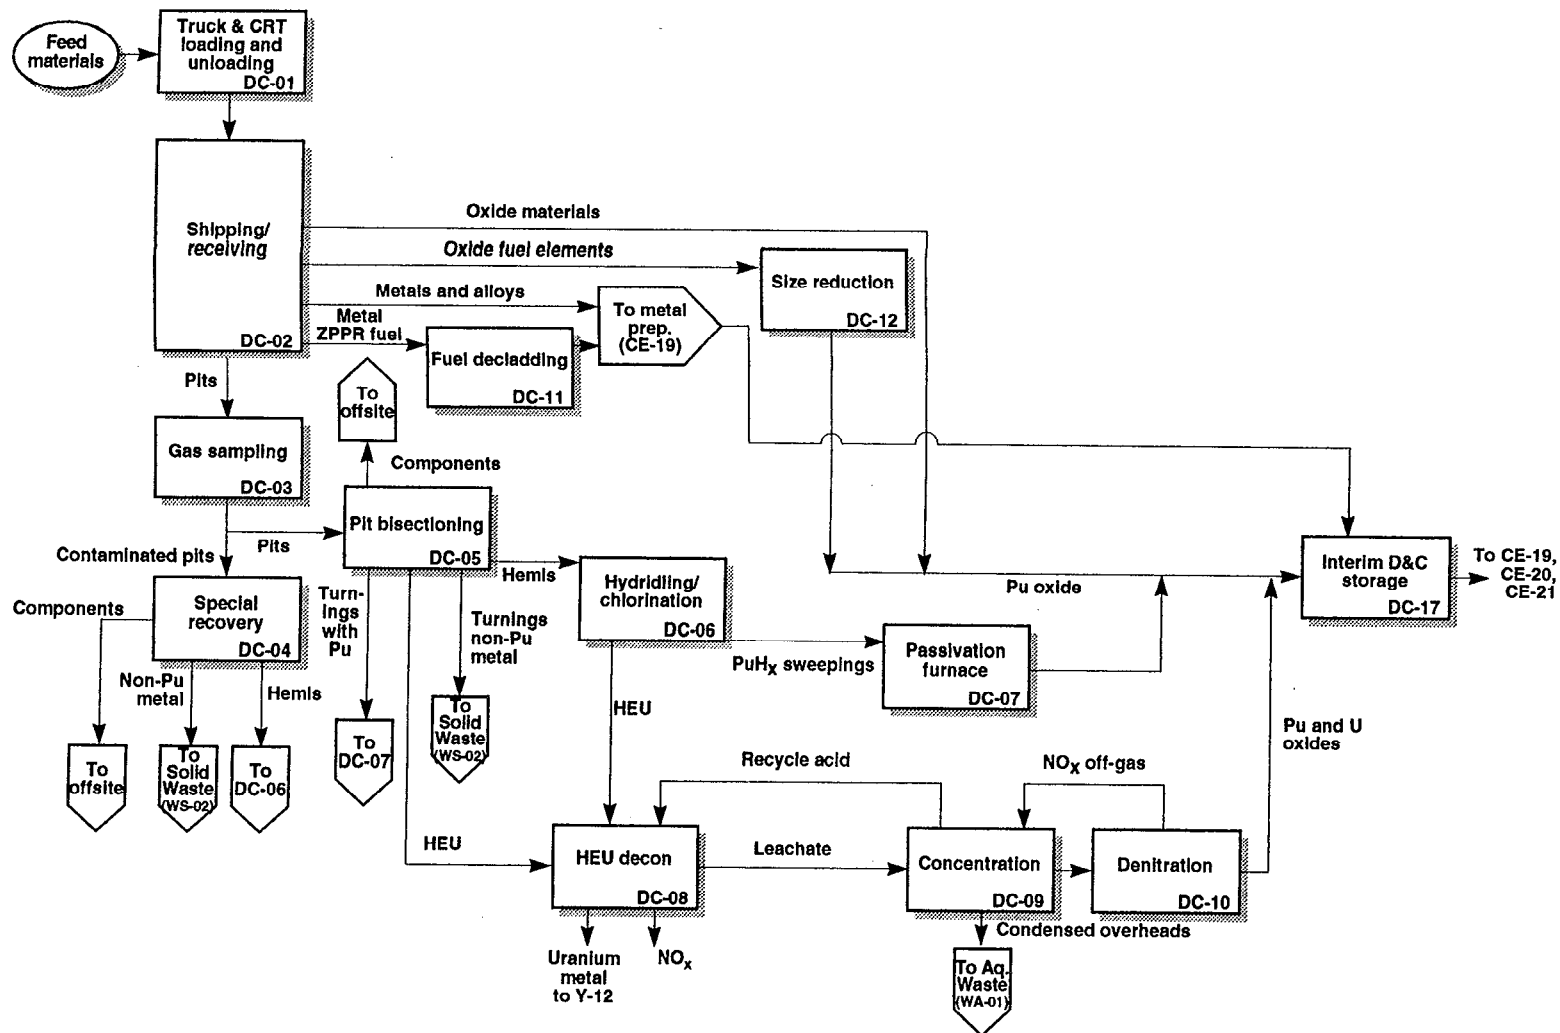 Feed
materials
Truck & CRT
loading and
unloading
DC-01
Shipping/
receiving
DC-02
Oxide materials
Oxide fuel elements
Metals and alloys
Metal
ZPPR fuel
Size reduction
DC-12
To metal
prep.
(CE-19)
Fuel decladding
DC-11
Pits
To
offsite
Gas sampling
DC-03
Components
Pit bisectioning
DC-05
Contaminated pits
Pits
Hemis
Components
Special
recovery
DC-04
Non-Pu
metal
Hemis
To
offsite
To
Solid
Waste
(WS-02)
To
DC-06
Turn-
ings
with
Pu
To
DC-07
Turnings
non-Pu
metal
To
Solid
Waste
(WS-02)
Hydriding/
chlorination
DC-06
PuHx sweepings
Passivation
furnace
DC-07
Pu oxide
Interim D&C
storage
DC-17
To CE-19,
CE-20,
CE-21
HEU
Pu and U
oxides
Recycle acid
NOx off-gas
HEU
HEU decon
DC-08
Leachate
Concentration
DC-09
Denitration
DC-10
Uranium
metal
to Y-12
NOx
Condensed overheads
To Aq.
Waste
(WA-01)